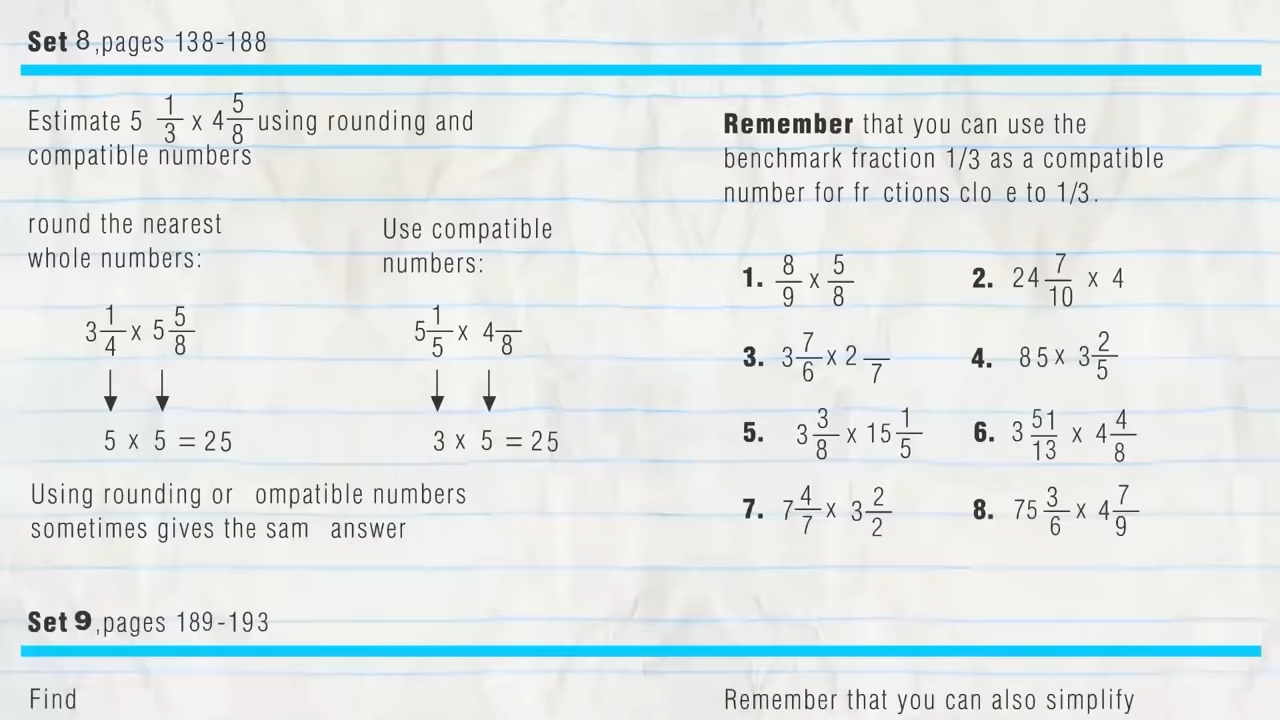 Set 8,pages 138-188
Estimate 5 1/3 x 4 5/8 using rounding and
compatible numbers
round the nearest
whole numbers:
3 1/4 x 5 5/8
5 x 5 = 25
Use compatible
numbers:
5 1/5 x 4 /8
3 x 5 = 25
Using rounding or ompatible numbers
sometimes gives the sam answer
Remember that you can use the
benchmark fraction 1/3 as a compatible
number for fr ctions clo e to 1/3.
1. 8/9 x 5/8
2. 24 7/10 x 4
3. 3 7/6 x 2 /7
4. 85 x 3 2/5
5. 3 3/8 x 15 1/5
6. 3 51/13 x 4 4/8
7. 7 4/7 x 3 2/2
8. 75 3/6 x 4 7/9
Set 9,pages 189-193
Find
Remember that you can also simplify